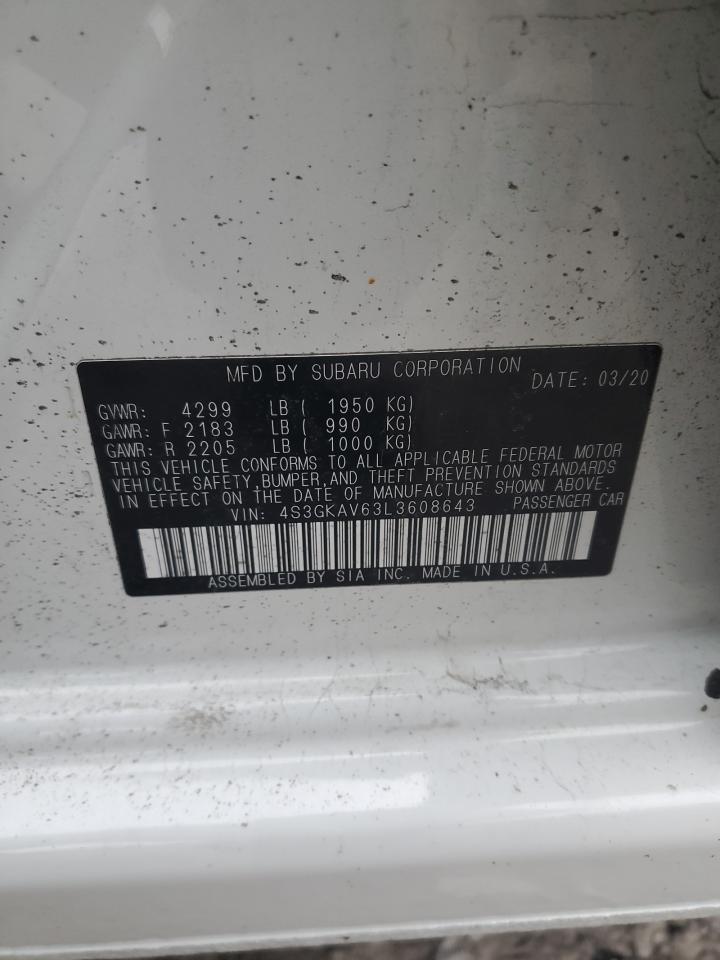 MFD BY SUBARU CORPORATION DATE: 03/20
GVWR: 4299 LB ( 1950 KG)
GAWR: F 2183 LB ( 990 KG)
GAWR: R 2205 LB ( 1000 KG)
THIS VEHICLE CONFORMS TO ALL APPLICABLE FEDERAL MOTOR
VEHICLE SAFETY, BUMPER, AND THEFT PREVENTION STANDARDS
IN EFFECT ON THE DATE OF MANUFACTURE SHOWN ABOVE.
VIN: 4S3GKAV63L3608643 PASSENGER CAR
ASSEMBLED BY SIA INC. MADE IN U.S.A.